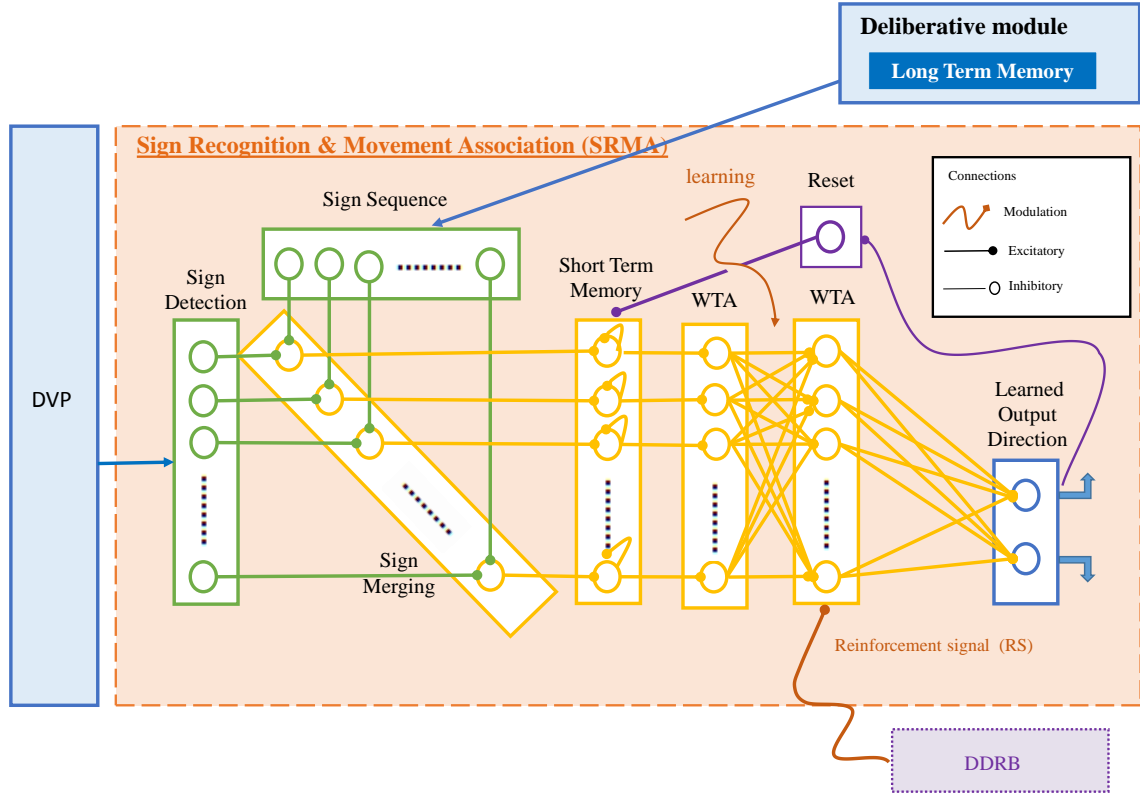 Deliberative module
Long Term Memory
Sign Recognition & Movement Association (SRMA)
learning
Reset
Connections
Modulation
Excitatory
Inhibitory
Sign Sequence
Sign
Detection
Short Term
Memory
WTA
WTA
DVP
Learned
Output
Direction
Sign
Merging
Reinforcement signal (RS)
DDRB